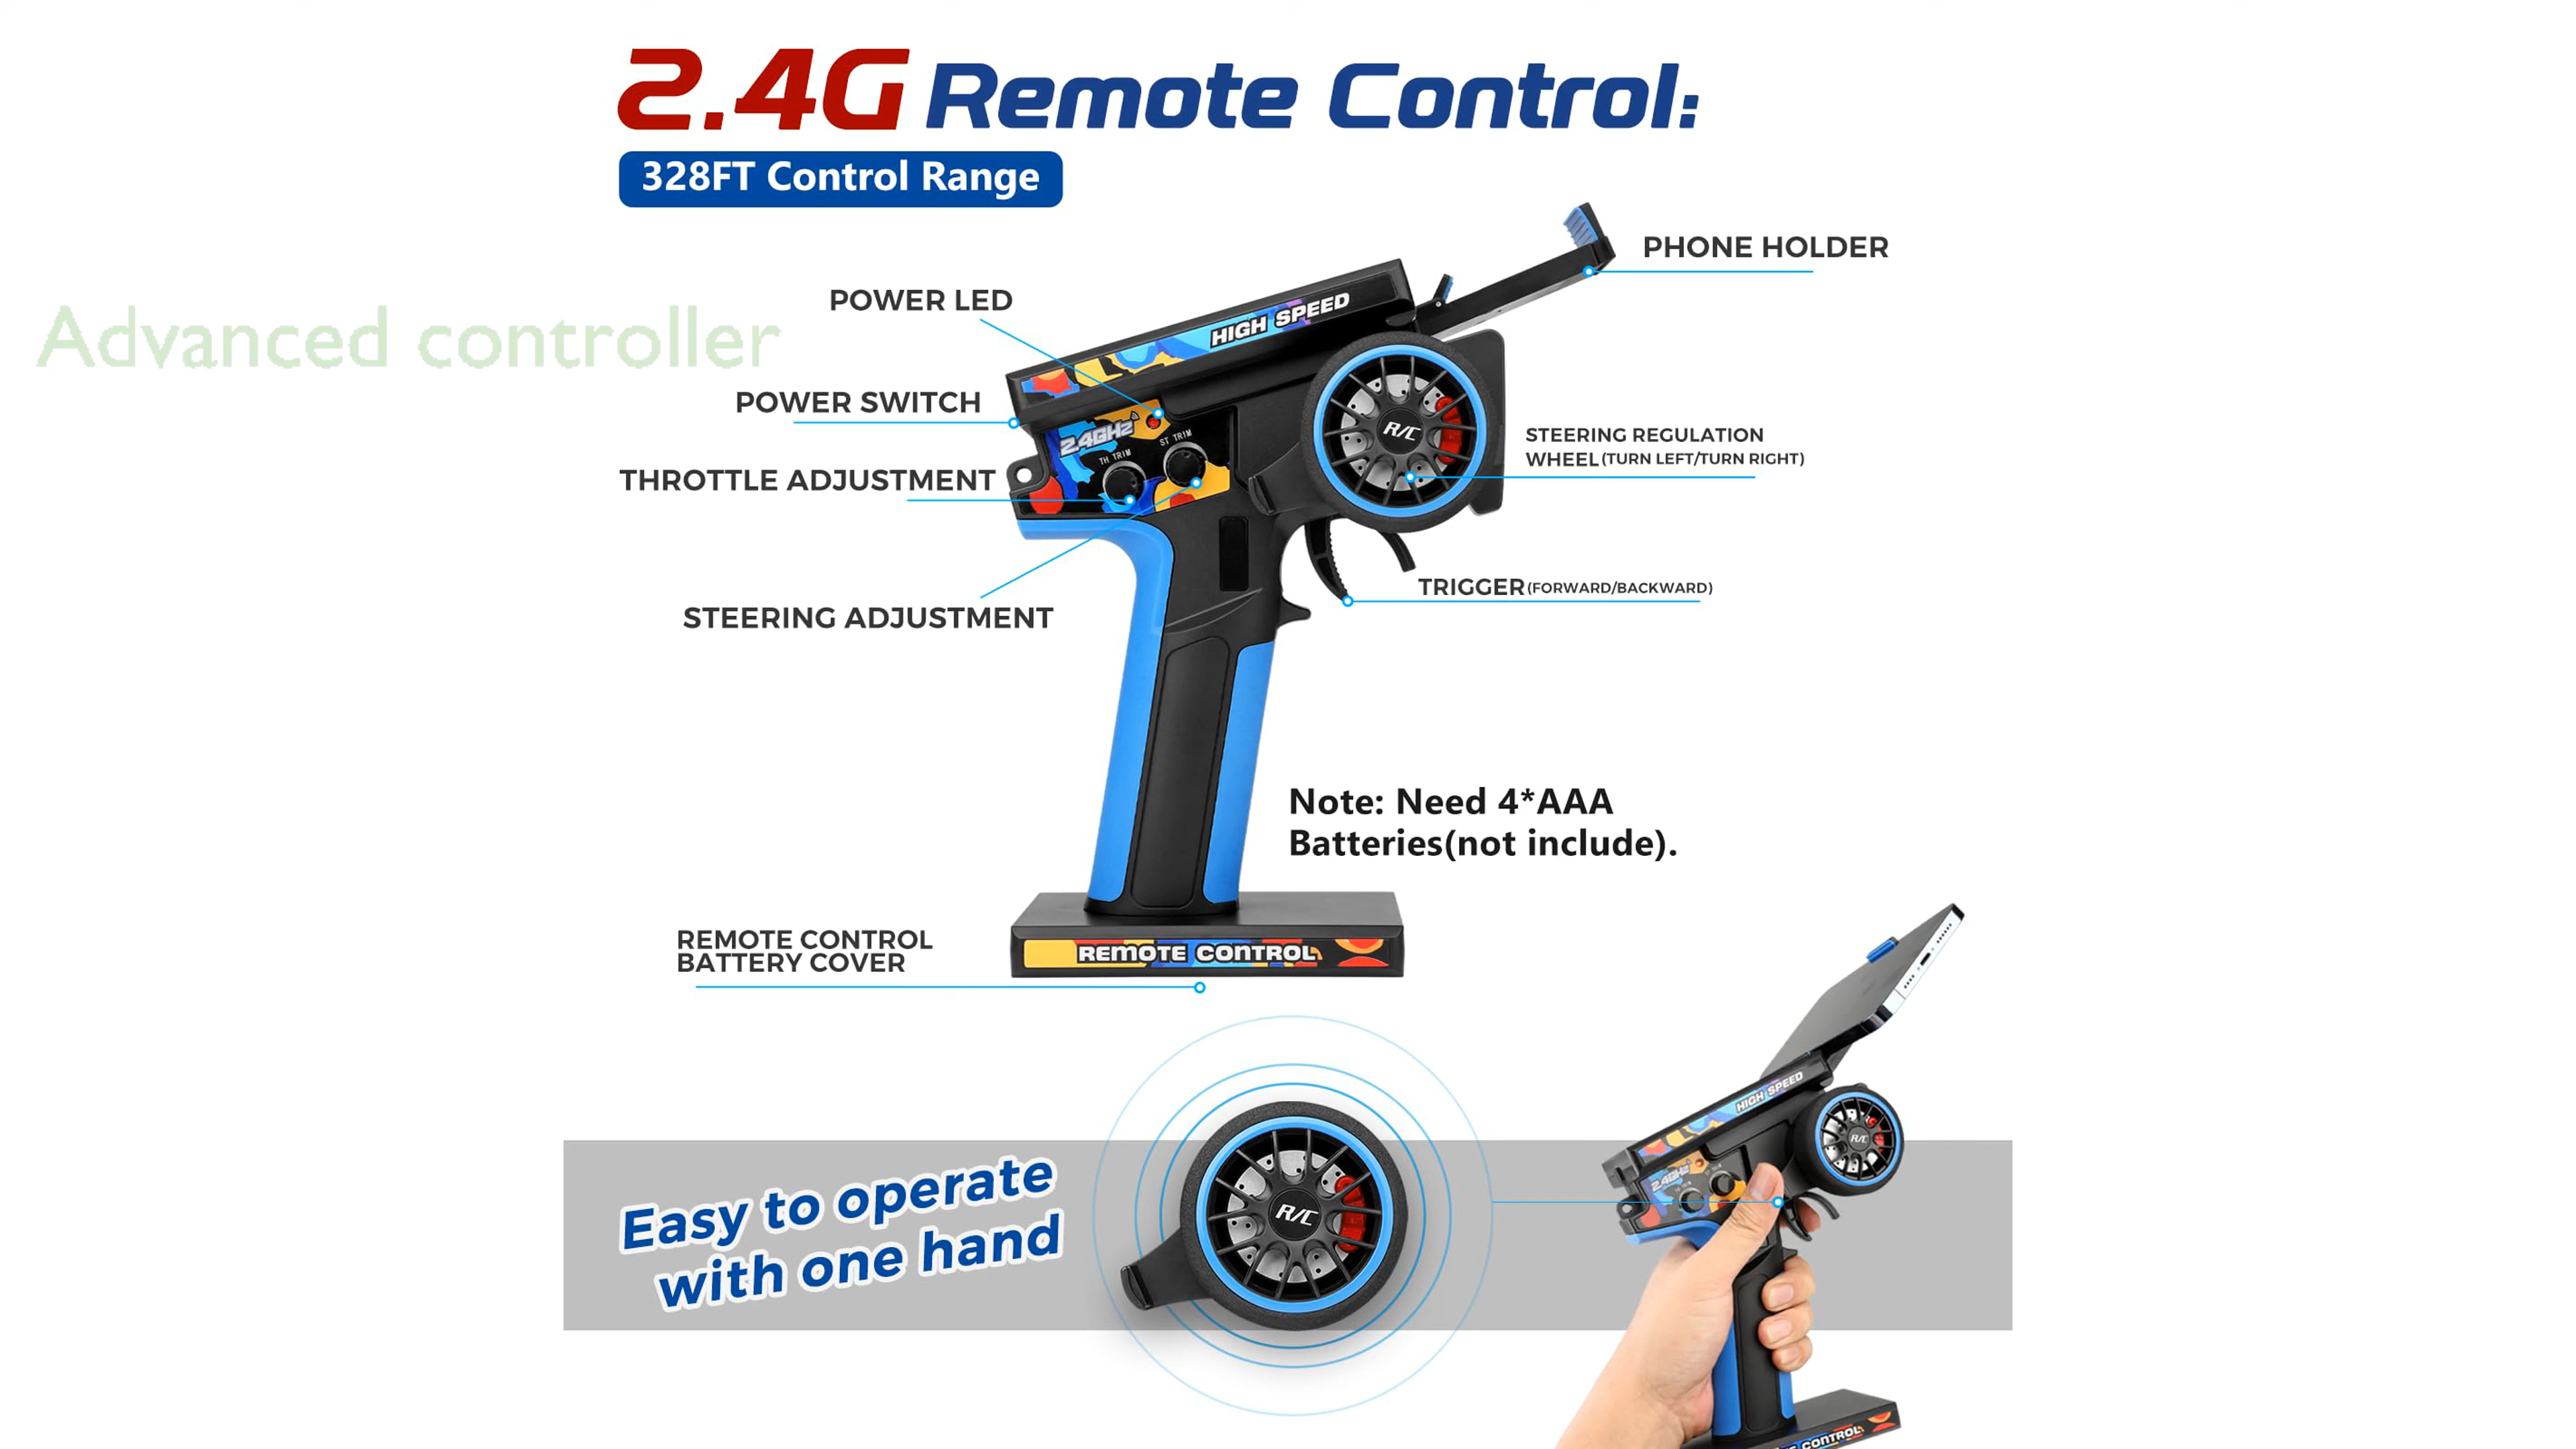 2.4G Remote Control:
328FT Control Range
PHONE HOLDER
POWER LED
HIGH SPEED
Advanced controller
POWER SWITCH
2.4GHz
ST TRIM
TH TRIM
R/C
STEERING REGULATION
WHEEL(TURN LEFT/TURN RIGHT)
THROTTLE ADJUSTMENT
TRIGGER(FORWARD/BACKWARD)
STEERING ADJUSTMENT
Note: Need 4*AAA
Batteries(not include).
REMOTE CONTROL
BATTERY COVER
REMOTE CONTROL
HIGH SPEED
R/C
2.4GHz
Easy to operate
with one hand
R/C
CONTROL